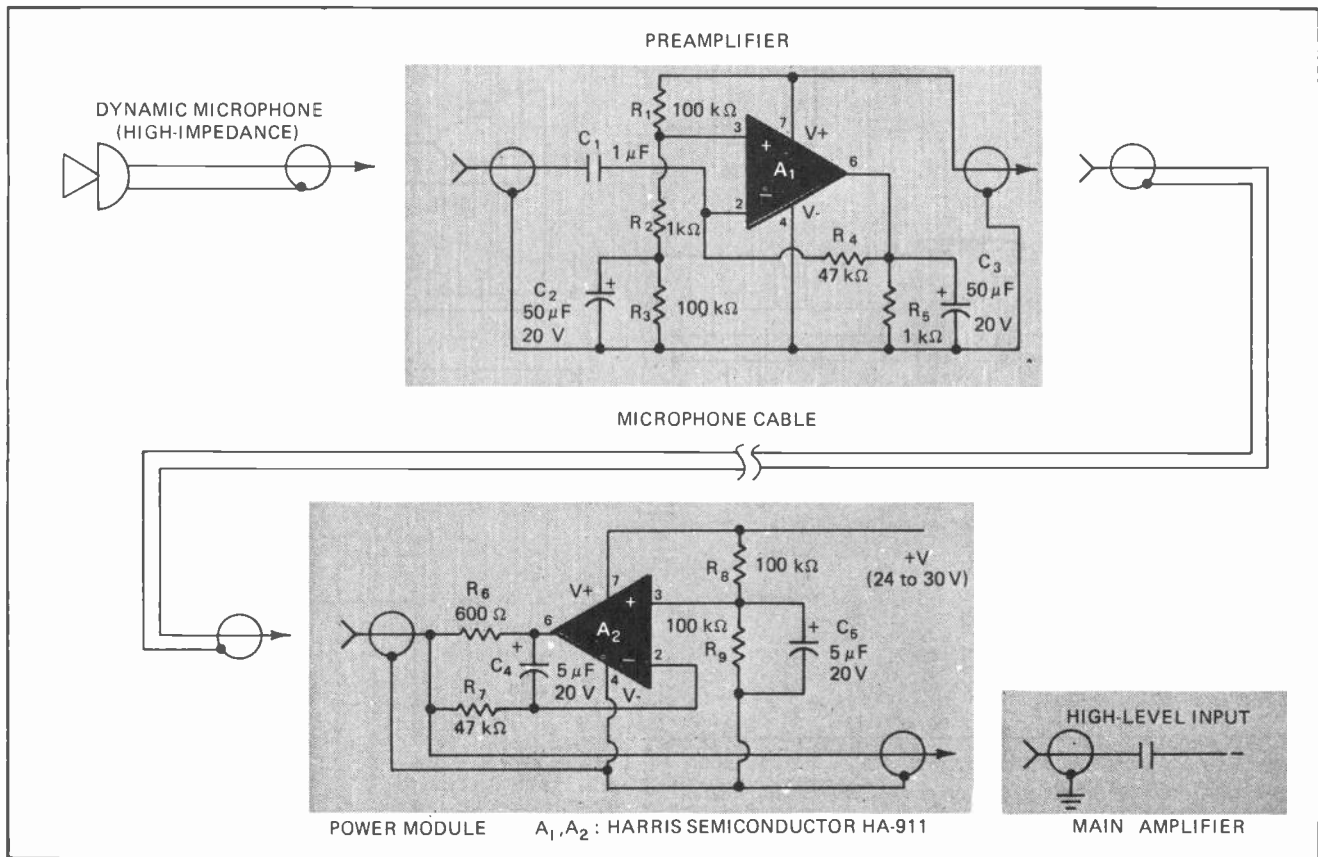 PREAMPLIFIER
DYNAMIC MICROPHONE
(HIGH-IMPEDANCE)
R1
100 kΩ
C1
1 μF
3
+
7
V+
A1
6
−
2
4
V-
R2
1kΩ
R4
47 kΩ
C2
50 μF
20 V
+
R3
100 kΩ
R5
1 kΩ
C3
50 μF
20 V
+
MICROPHONE CABLE
+V
(24 to 30 V)
R8
100 kΩ
R6
600 Ω
V+
7
6
A2
+
3
−
2
4
V-
+
C4
5 μF
20 V
100 kΩ
R9
+
C5
5 μF
20 V
R7
47 kΩ
HIGH-LEVEL INPUT
POWER MODULE
A1,A2 : HARRIS SEMICONDUCTOR HA-911
MAIN AMPLIFIER